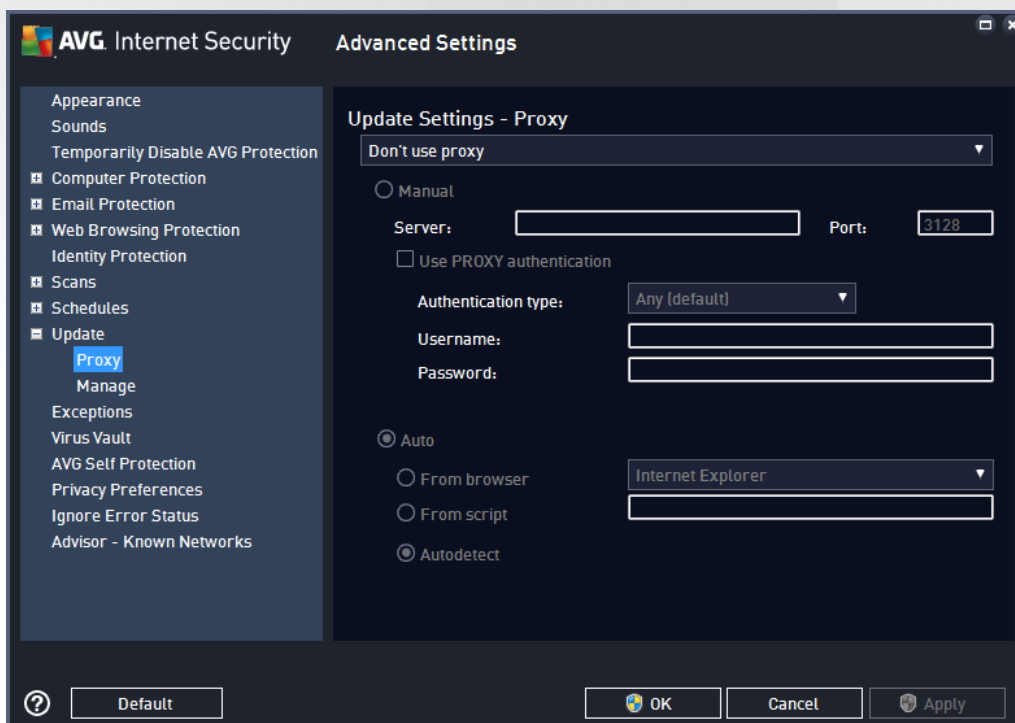 AVG. Internet Security
Advanced Settings
Appearance
Sounds
Temporarily Disable AVG Protection
Computer Protection
Email Protection
Web Browsing Protection
Identity Protection
Scans
Schedules
Update
Proxy
Manage
Exceptions
Virus Vault
AVG Self Protection
Privacy Preferences
Ignore Error Status
Advisor - Known Networks
Update Settings - Proxy
Don't use proxy
Manual
Server: Port: 3128
Use PROXY authentication
Authentication type: Any (default)
Username:
Password:
Auto
From browser Internet Explorer
From script
Autodetect
? Default OK Cancel Apply